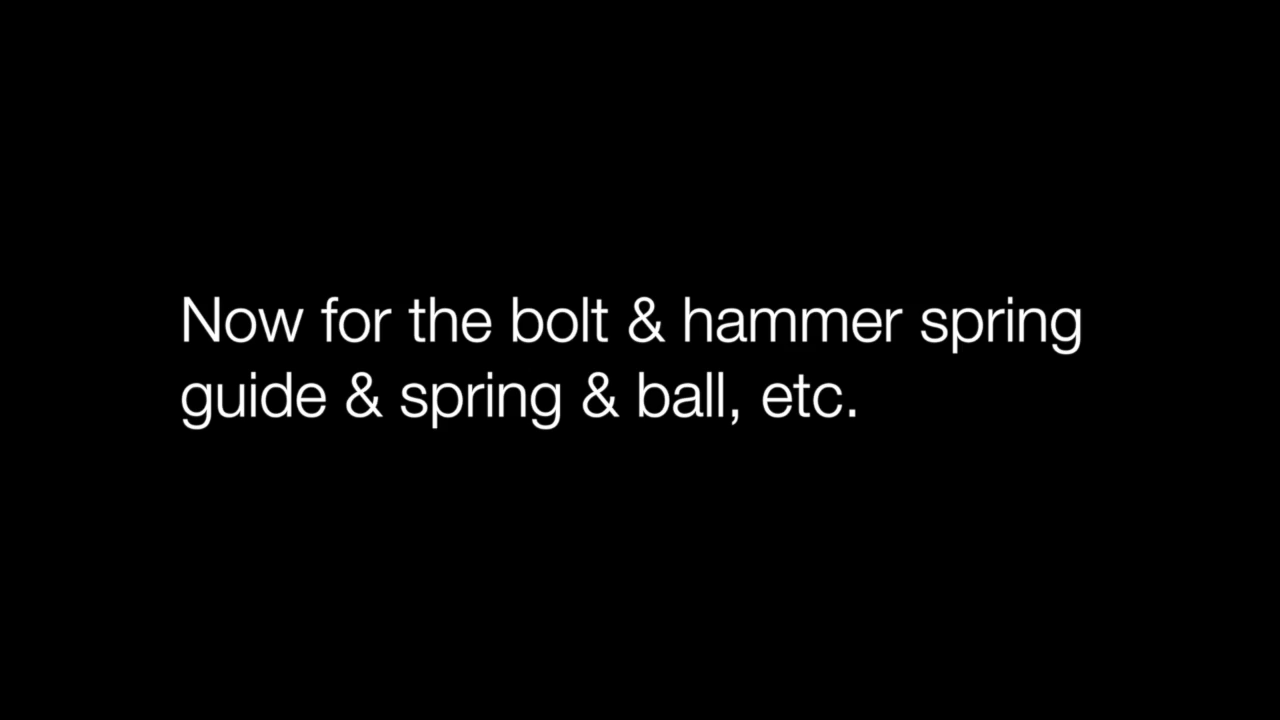 Now for the bolt & hammer spring
guide & spring & ball, etc.